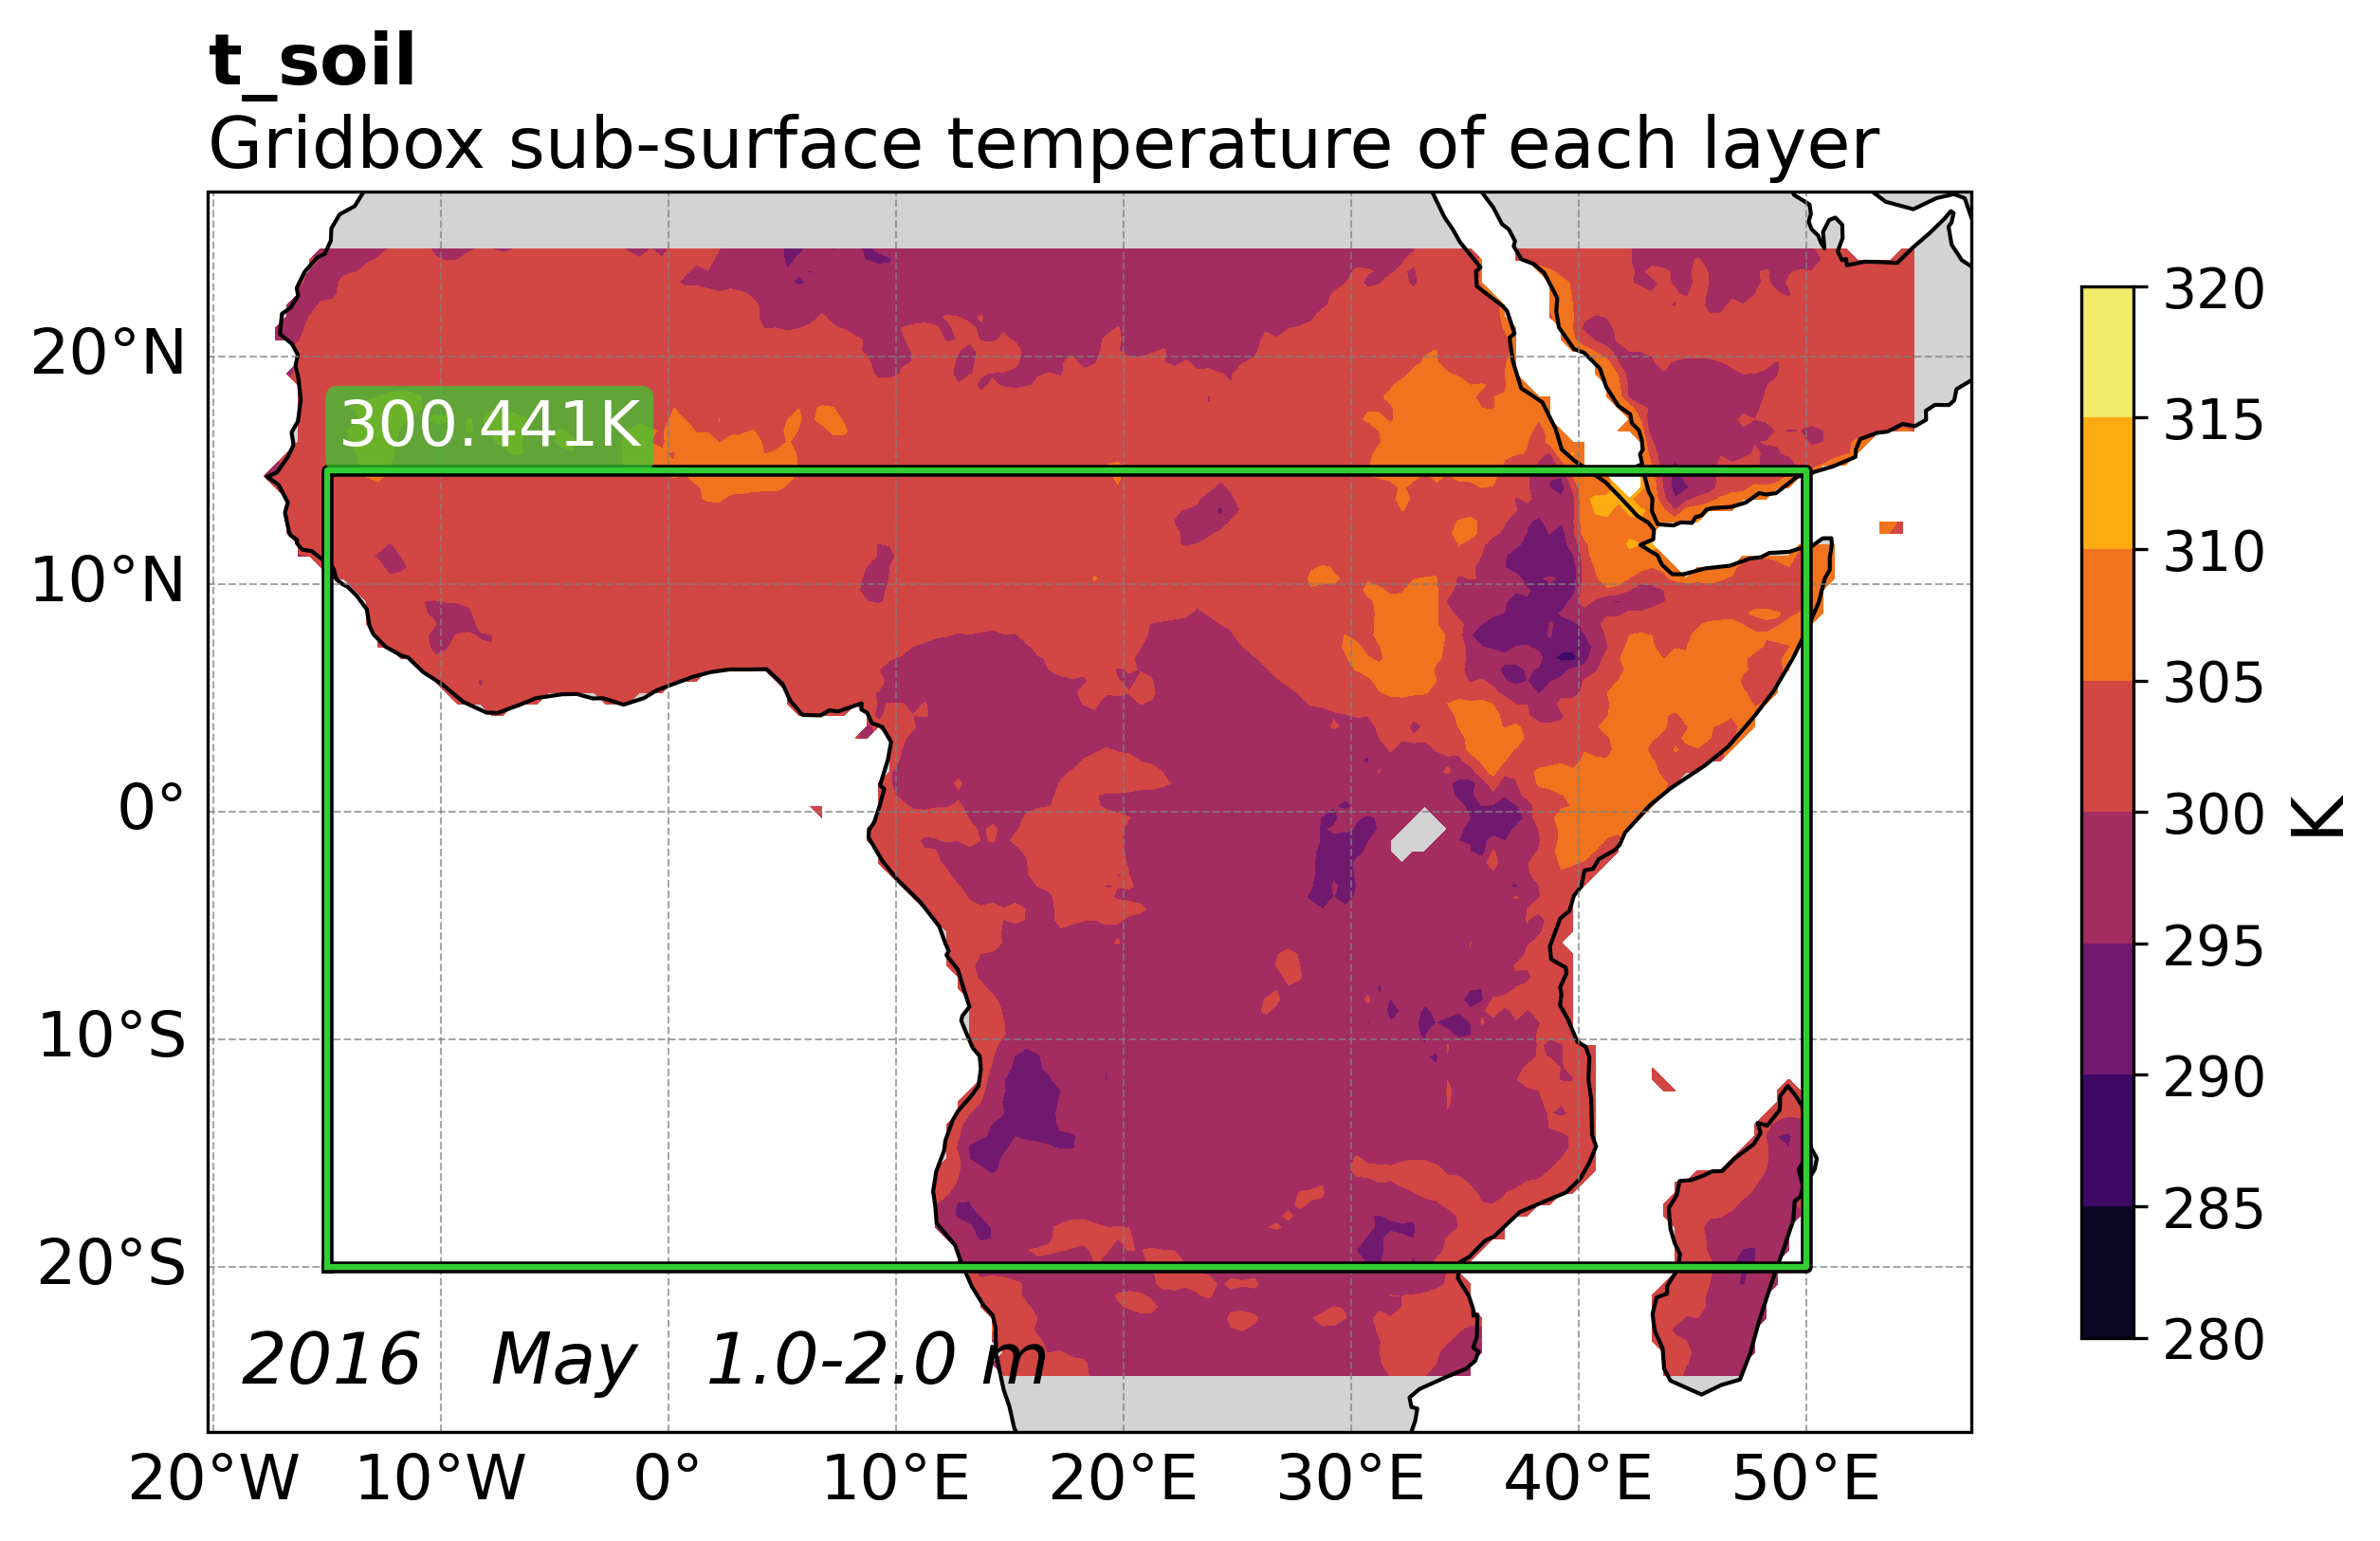 t_soil
Gridbox sub-surface temperature of each layer
20°N
10°N
0°
10°S
20°S
300.441K
2016 May 1.0-2.0 m
20°W 10°W 0° 10°E 20°E 30°E 40°E 50°E
320
315
310
305
300
295
290
285
280
K